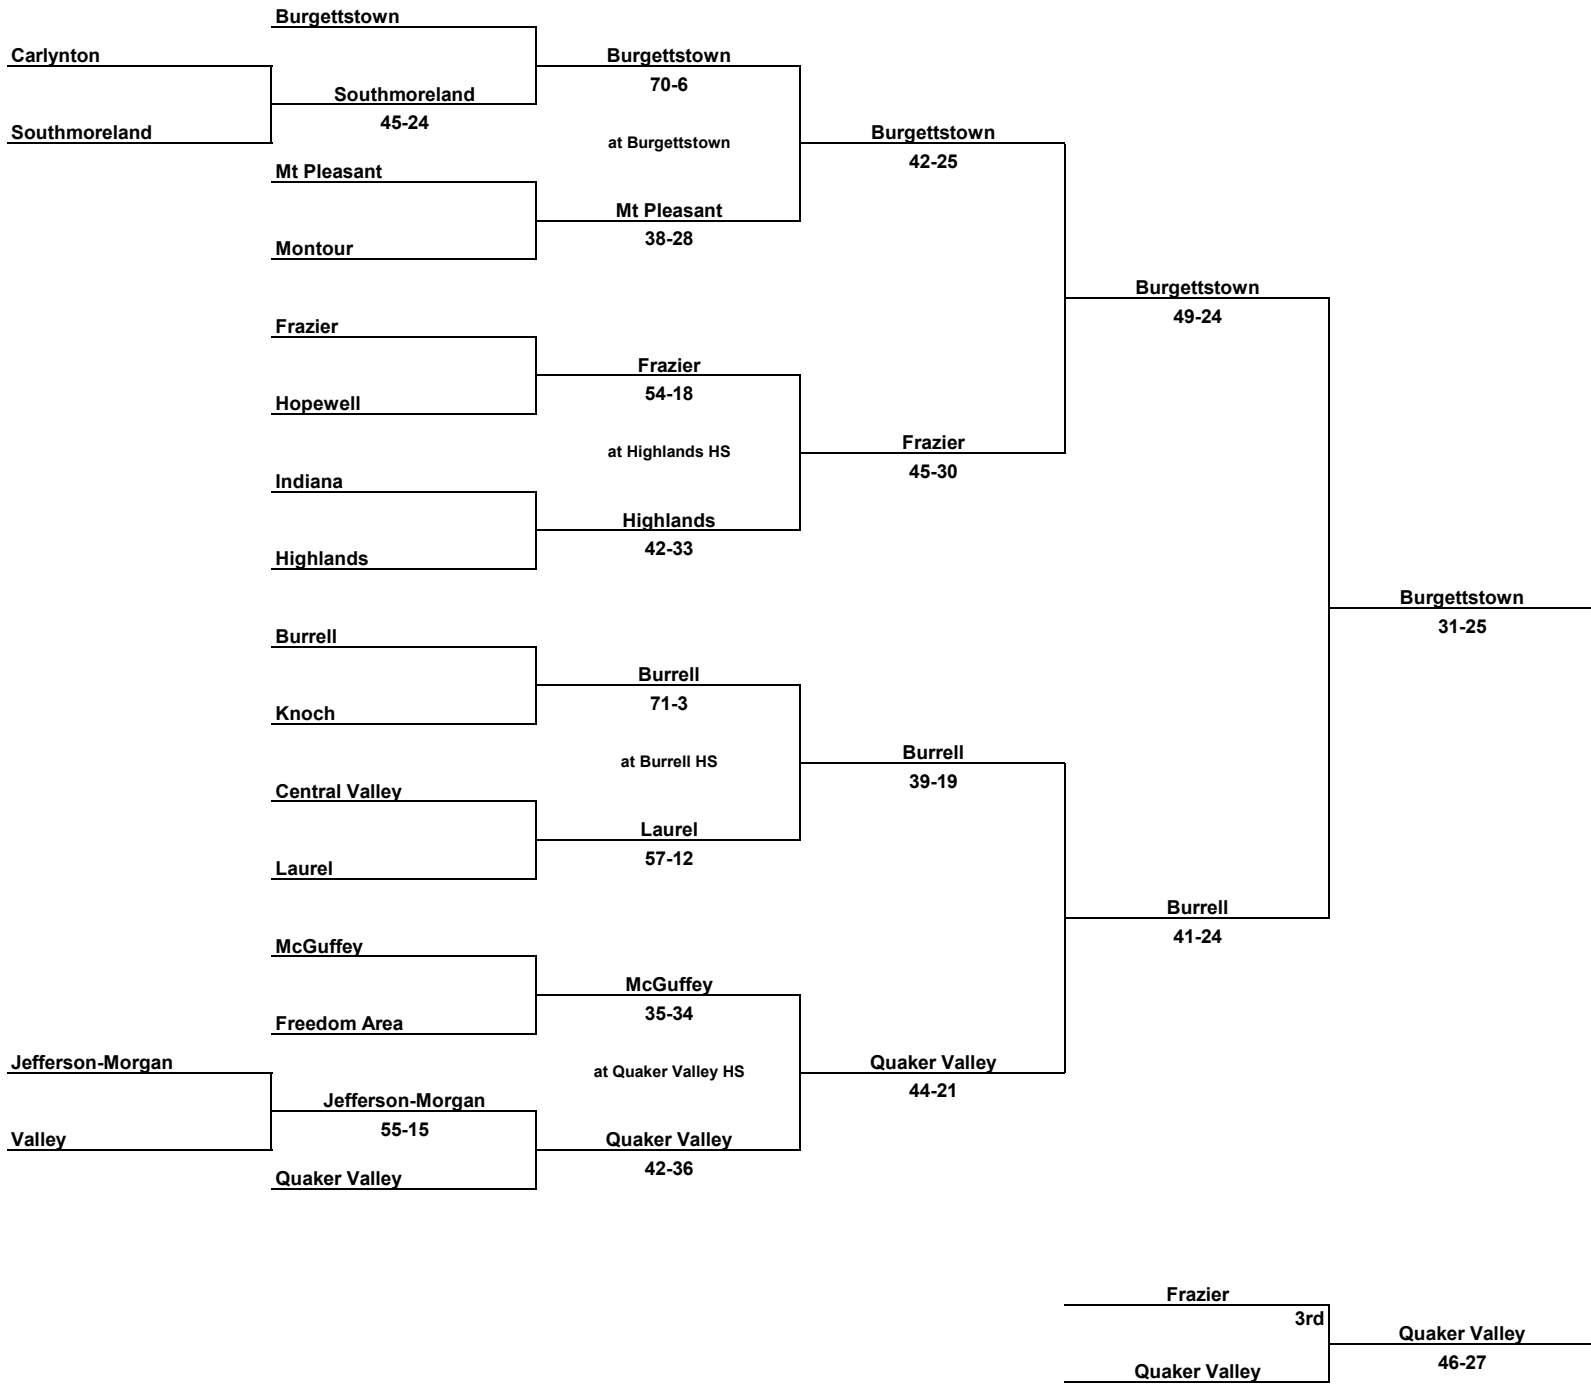 Burgettstown
Carlynton
Burgettstown
70-6
Southmoreland
45-24
Southmoreland
at Burgettstown
Burgettstown
42-25
Mt Pleasant
Mt Pleasant
38-28
Montour
Burgettstown
49-24
Frazier
Frazier
54-18
Hopewell
at Highlands HS
Frazier
45-30
Indiana
Highlands
42-33
Highlands
Burgettstown
31-25
Burrell
Burrell
71-3
Knoch
at Burrell HS
Burrell
39-19
Central Valley
Laurel
57-12
Laurel
Burrell
41-24
McGuffey
McGuffey
35-34
Freedom Area
Jefferson-Morgan
at Quaker Valley HS
Quaker Valley
44-21
Jefferson-Morgan
55-15
Valley
Quaker Valley
42-36
Quaker Valley
Frazier
3rd
Quaker Valley
46-27
Quaker Valley